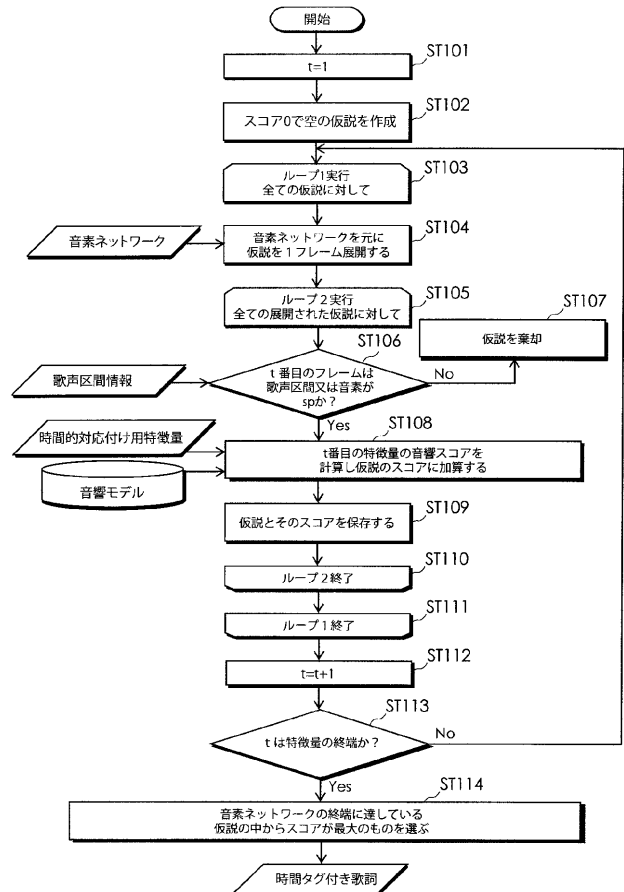 開始
ST101
t=1
ST102
スコア0で空の仮説を作成
ループ1実行
全ての仮説に対して
ST103
音素ネットワーク
音素ネットワークを元に
仮説を1フレーム展開する
ST104
ループ2実行
全ての展開された仮説に対して
ST105
ST107
仮説を棄却
ST106
歌声区間情報
t番目のフレームは
歌声区間又は音素が
spか?
No
Yes
ST108
時間的対応付け用特徴量
音響モデル
t番目の特徴量の音響スコアを
計算し仮説のスコアに加算する
ST109
仮説とそのスコアを保存する
ST110
ループ2終了
ST111
ループ1終了
ST112
t=t+1
ST113
tは特徴量の終端か?
No
Yes
ST114
音素ネットワークの終端に達している
仮説の中からスコアが最大のものを選ぶ
時間タグ付き歌詞